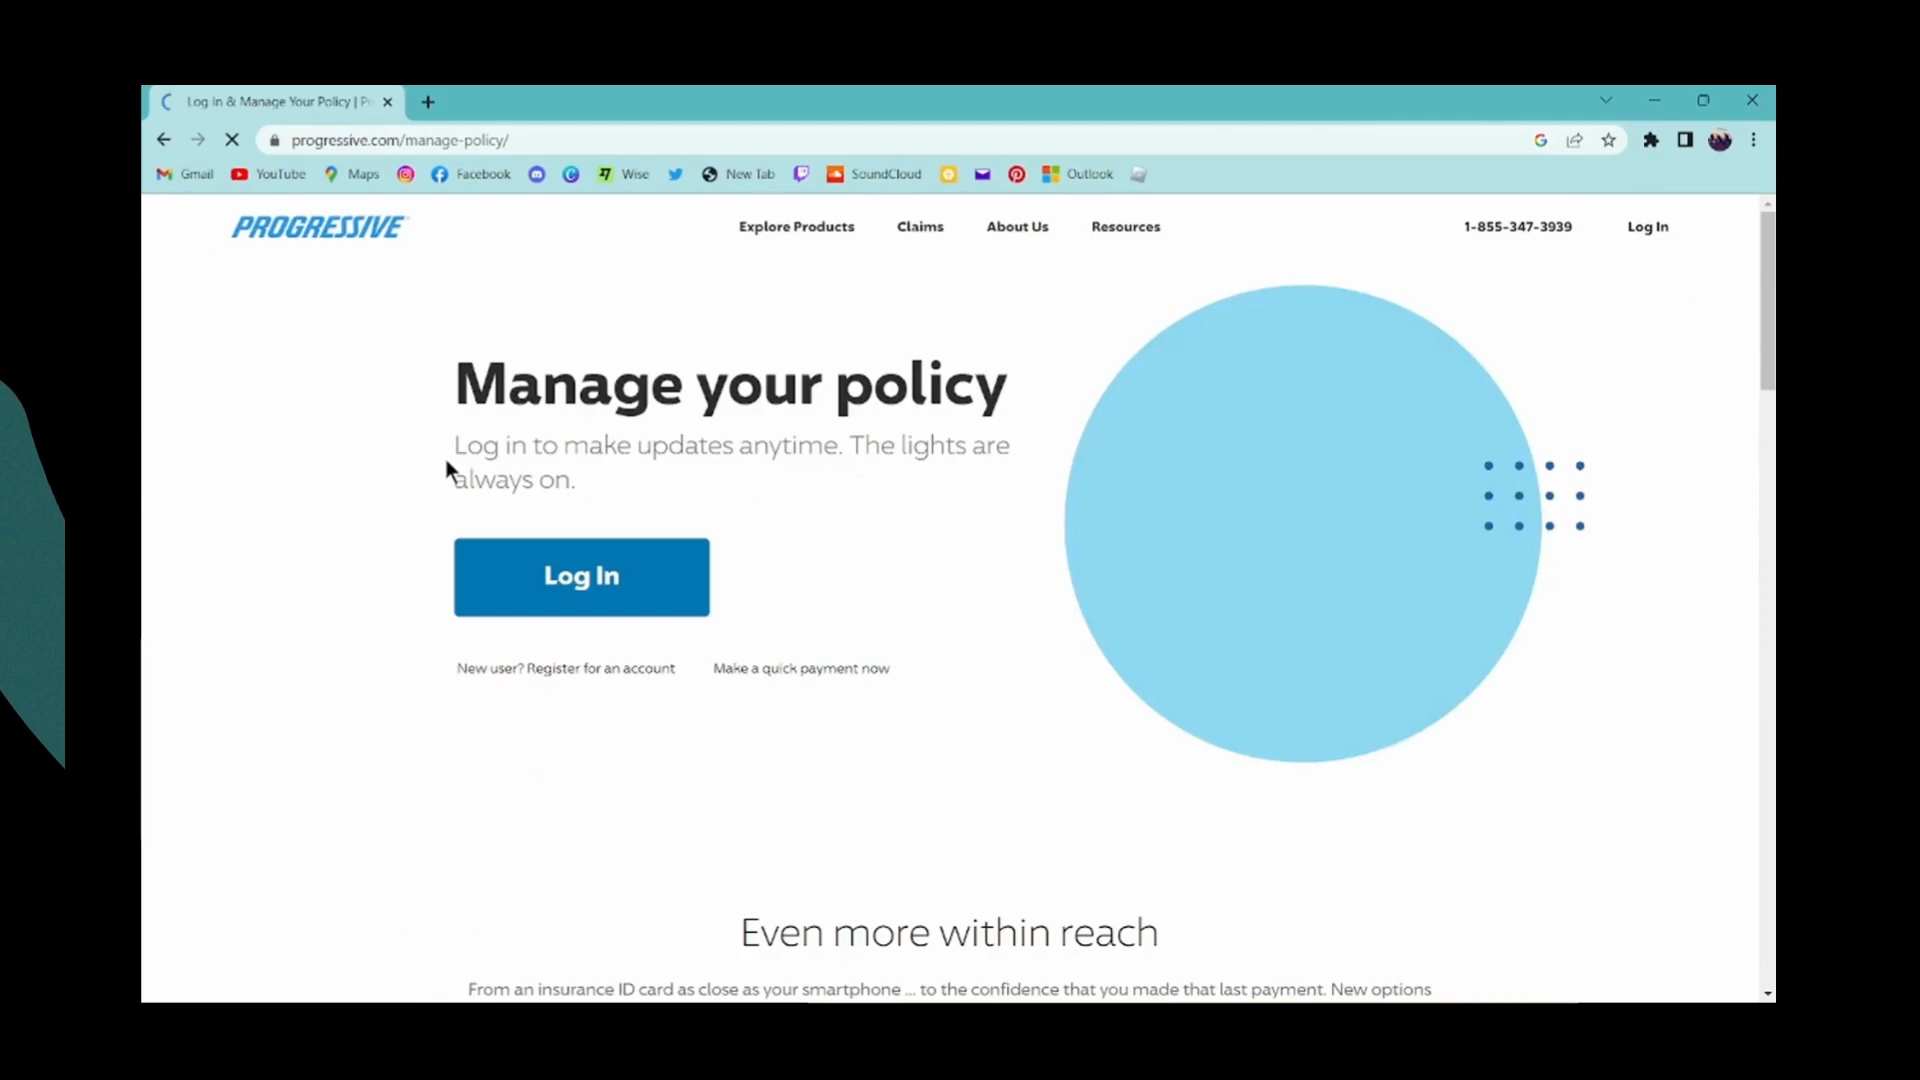 Log In & Manage Your Policy | Pr
progressive.com/manage-policy/
Gmail YouTube Maps Facebook Wise New Tab SoundCloud Outlook
PROGRESSIVE Explore Products Claims About Us Resources 1-855-347-3939 Log In
Manage your policy
Log in to make updates anytime. The lights are
always on.
Log In
New user? Register for an account Make a quick payment now
Even more within reach
From an insurance ID card as close as your smartphone ... to the confidence that you made that last payment. New options